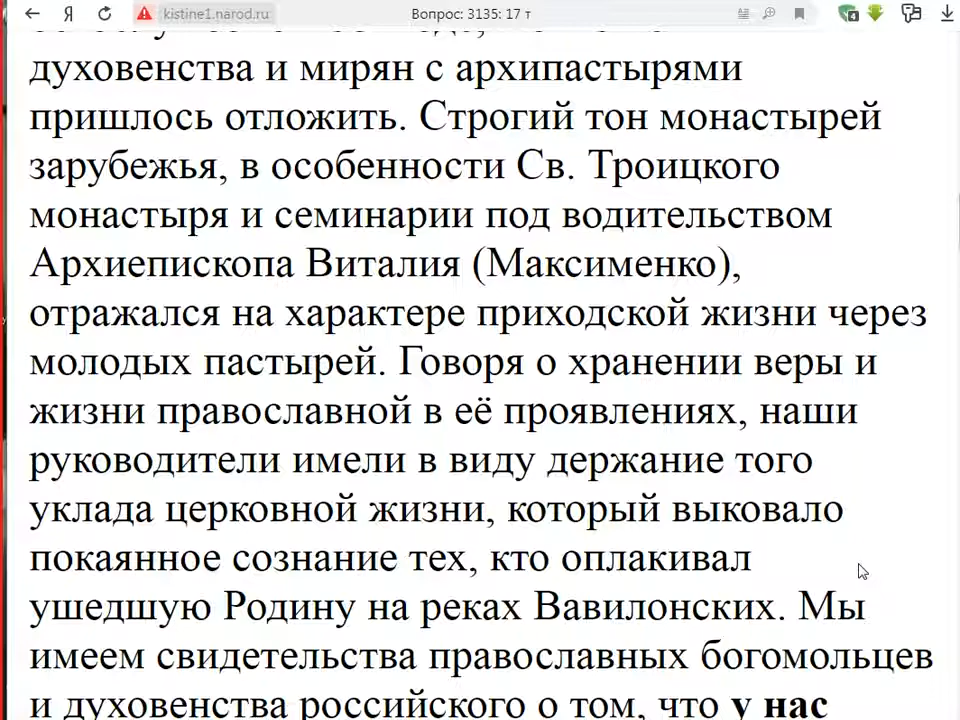 Я kistine1.narod.ru Вопрос: 3135: 17 т 4
духовенства и мирян с архипастырями
пришлось отложить. Строгий тон монастырей
зарубежья, в особенности Св. Троицкого
монастыря и семинарии под водительством
Архиепископа Виталия (Максименко),
отражался на характере приходской жизни через
молодых пастырей. Говоря о хранении веры и
жизни православной в её проявлениях, наши
руководители имели в виду держание того
уклада церковной жизни, который выковало
покаянное сознание тех, кто оплакивал
ушедшую Родину на реках Вавилонских. Мы
имеем свидетельства православных богомольцев
и духовенства российского о том, что у нас